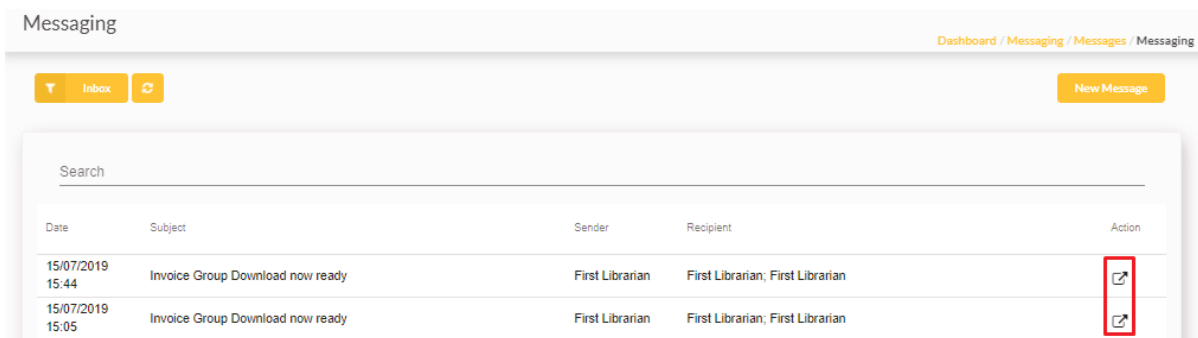 Messaging
Dashboard / Messaging / Messages / Messaging
Inbox
New Message
Search
Date Subject Sender Recipient Action
15/07/2019
15:44 Invoice Group Download now ready First Librarian First Librarian; First Librarian
15/07/2019
15:05 Invoice Group Download now ready First Librarian First Librarian; First Librarian